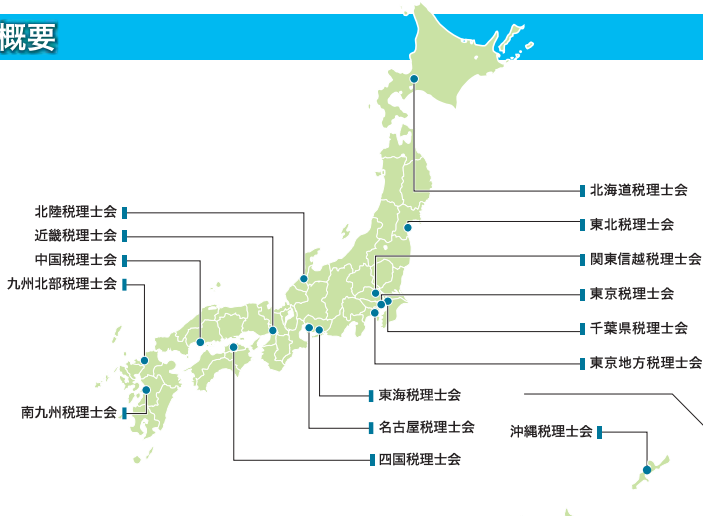 概要
北海道税理士会
東北税理士会
関東信越税理士会
東京税理士会
千葉県税理士会
東京地方税理士会
北陸税理士会
近畿税理士会
中国税理士会
九州北部税理士会
南九州税理士会
東海税理士会
名古屋税理士会
四国税理士会
沖縄税理士会